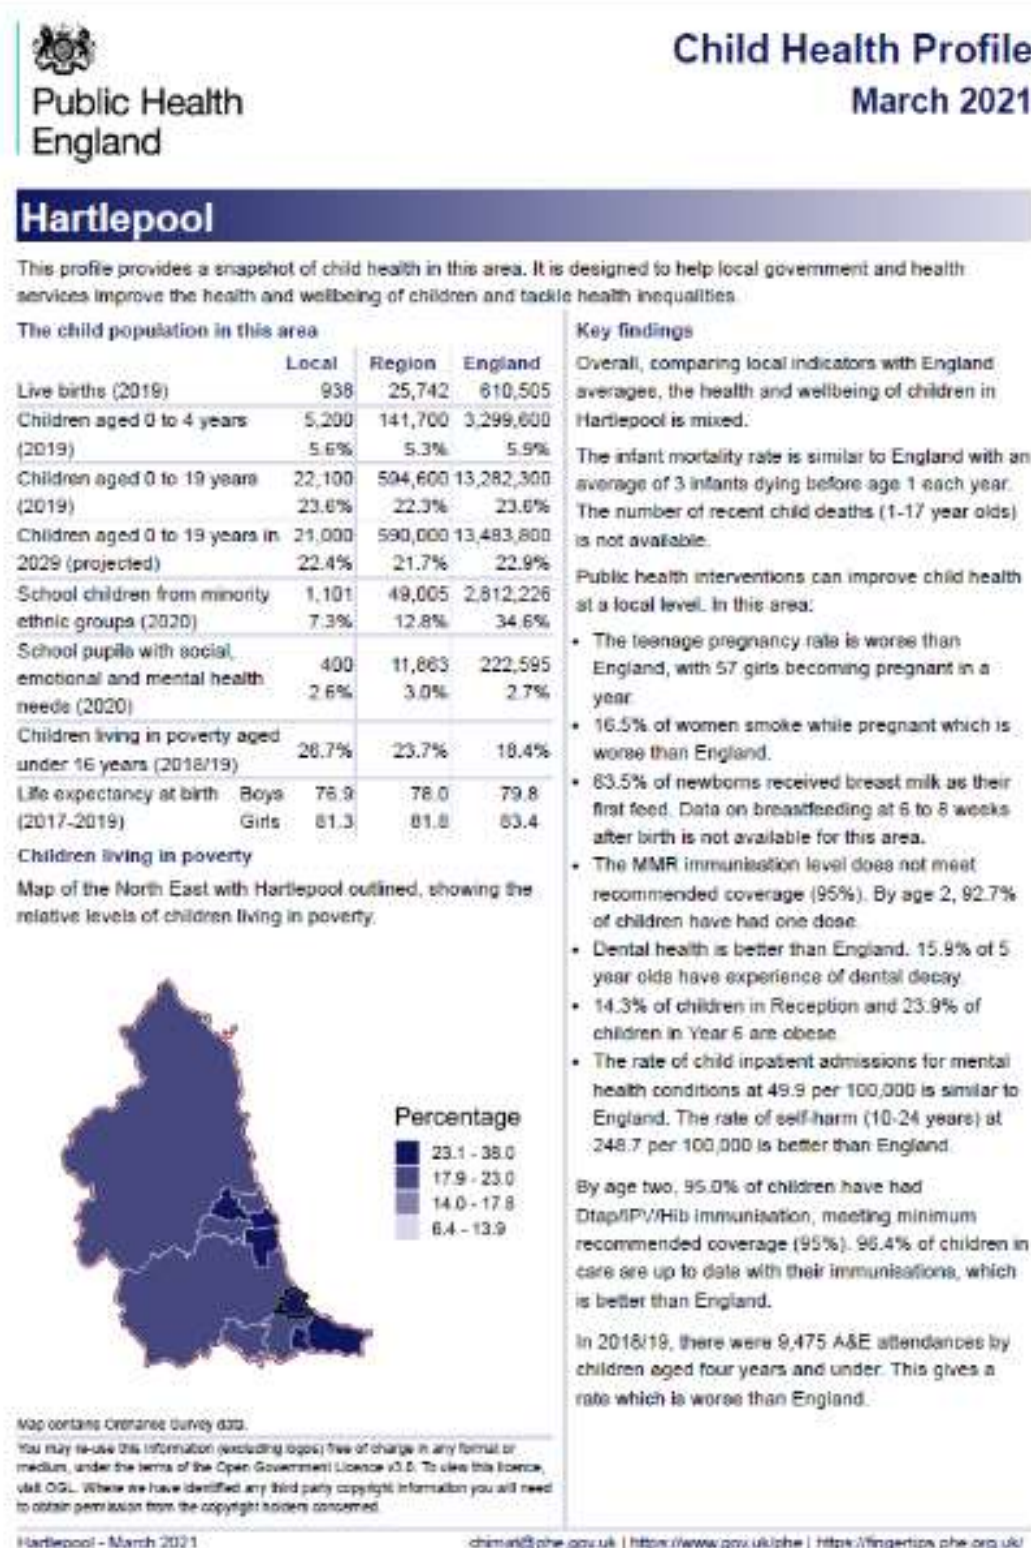 Public Health
England
Child Health Profile
March 2021
Hartlepool
This profile provides a snapshot of child health in this area. It is designed to help local government and health
services improve the health and wellbeing of children and tackle health inequalities.
The child population in this area
Local Region England
Live births (2019) 938 25,742 610,505
Children aged 0 to 4 years 5,200 141,700 3,299,600
(2019) 5.6% 5.3% 5.9%
Children aged 0 to 19 years 22,100 594,600 13,282,300
(2019) 23.6% 22.3% 23.6%
Children aged 0 to 19 years in 21,000 590,000 13,483,800
2029 (projected) 22.4% 21.7% 22.9%
School children from minority 1,101 49,005 2,812,226
ethnic groups (2020) 7.3% 12.8% 34.6%
School pupils with social, 400 11,863 222,595
emotional and mental health 2.6% 3.0% 2.7%
needs (2020)
Children living in poverty aged 26.7% 23.7% 18.4%
under 16 years (2018/19)
Life expectancy at birth Boys 76.9 78.0 79.8
(2017-2019) Girls 81.3 81.8 83.4
Children living in poverty
Map of the North East with Hartlepool outlined, showing the
relative levels of children living in poverty.
Percentage
23.1 - 38.0
17.9 - 23.0
14.0 - 17.8
6.4 - 13.9
Map contains Ordnance Survey data.
You may re-use this information (excluding logos) free of charge in any format or
medium, under the terms of the Open Government Licence v3.0. To view this licence,
visit OGL. Where we have identified any third party copyright information you will need
to obtain permission from the copyright holders concerned.
Key findings
Overall, comparing local indicators with England
averages, the health and wellbeing of children in
Hartlepool is mixed.
The infant mortality rate is similar to England with an
average of 3 infants dying before age 1 each year.
The number of recent child deaths (1-17 year olds)
is not available.
Public health interventions can improve child health
at a local level. In this area:
• The teenage pregnancy rate is worse than
England, with 57 girls becoming pregnant in a
year.
• 16.5% of women smoke while pregnant which is
worse than England.
• 63.5% of newborns received breast milk as their
first feed. Data on breastfeeding at 6 to 8 weeks
after birth is not available for this area.
• The MMR immunisation level does not meet
recommended coverage (95%). By age 2, 92.7%
of children have had one dose.
• Dental health is better than England. 15.9% of 5
year olds have experience of dental decay.
• 14.3% of children in Reception and 23.9% of
children in Year 6 are obese.
• The rate of child inpatient admissions for mental
health conditions at 49.9 per 100,000 is similar to
England. The rate of self-harm (10-24 years) at
248.7 per 100,000 is better than England.
By age two, 95.0% of children have had
Dtap/IPV/Hib immunisation, meeting minimum
recommended coverage (95%). 96.4% of children in
care are up to date with their immunisations, which
is better than England.
In 2018/19, there were 9,475 A&E attendances by
children aged four years and under. This gives a
rate which is worse than England.
Hartlepool - March 2021 chimat@phe.gov.uk | https://www.gov.uk/phe | https://fingertips.phe.org.uk/